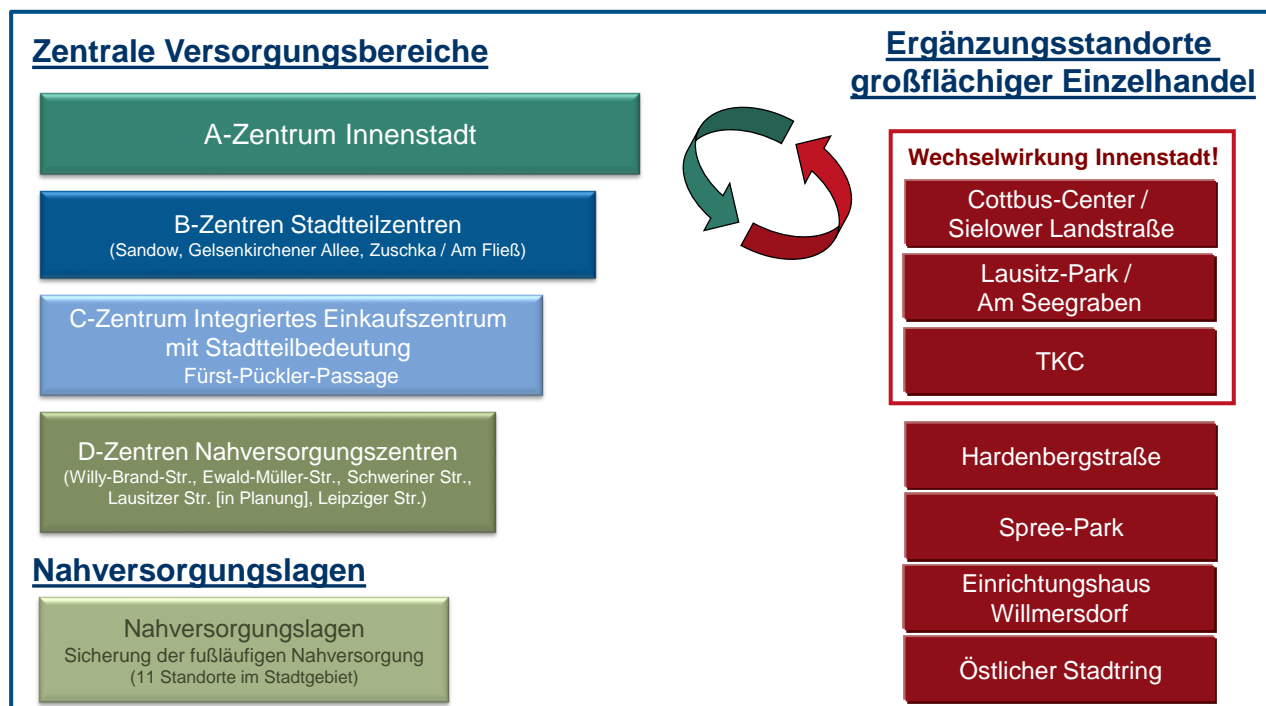 Zentrale Versorgungsbereiche
A-Zentrum Innenstadt
B-Zentren Stadtteilzentren
(Sandow, Gelsenkirchener Allee, Zuschka / Am Fließ)
C-Zentrum Integriertes Einkaufszentrum
mit Stadtteilbedeutung
Fürst-Pückler-Passage
D-Zentren Nahversorgungszentren
(Willy-Brand-Str., Ewald-Müller-Str., Schweriner Str.,
Lausitzer Str. [in Planung], Leipziger Str.)
Nahversorgungslagen
Nahversorgungslagen
Sicherung der fußläufigen Nahversorgung
(11 Standorte im Stadtgebiet)
Ergänzungsstandorte
großflächiger Einzelhandel
Wechselwirkung Innenstadt!
Cottbus-Center /
Sielower Landstraße
Lausitz-Park /
Am Seegraben
TKC
Hardenbergstraße
Spree-Park
Einrichtungshaus
Willmersdorf
Östlicher Stadtring